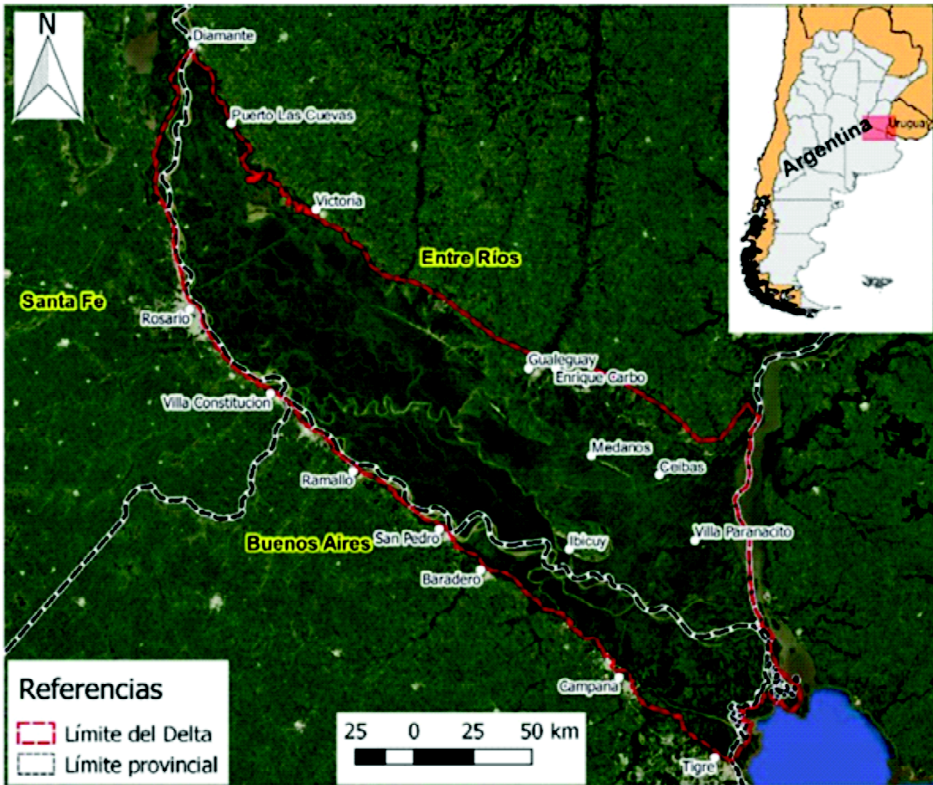 N
Diamante
Puerto Las Cuevas
Victoria
Entre Ríos
Santa Fe
Rosario
Gualeguay
Enrique Carbo
Villa Constitucion
Medanos
Ceibas
Ramallo
San Pedro
Buenos Aires
Ibicuy
Villa Paranacito
Baradero
Campana
Tigre
Argentina
Uruguay
Referencias
Límite del Delta
Límite provincial
25 0 25 50 km